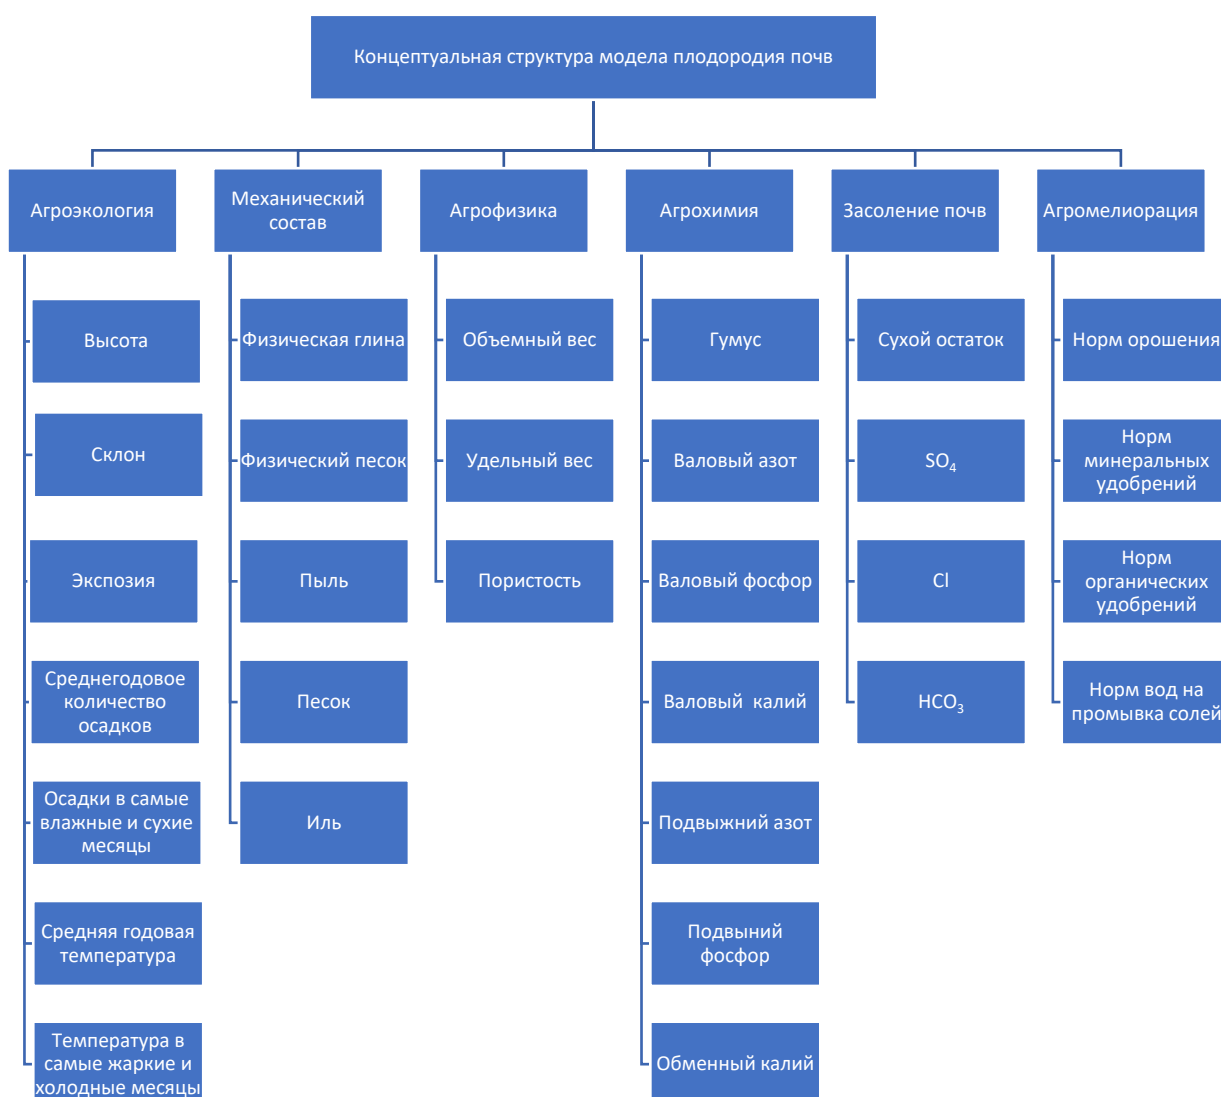 Концептуальная структура модела плодородия почв
Агроэкология
Высота
Склон
Экспозия
Среднегодовое
количество
осадков
Осадки в самые
влажные и сухие
месяцы
Средняя годовая
температура
Температура в
самые жаркие и
холодные месяцы
Механический
состав
Физическая глина
Физический песок
Пыль
Песок
Иль
Агрофизика
Объемный вес
Удельный вес
Пористость
Агрохимия
Гумус
Валовый азот
Валовый фосфор
Валовый калий
Подвыжний азот
Подвыний
фосфор
Обменный калий
Засоление почв
Сухой остаток
SO₄
Cl
HCO₃
Агромелиорация
Норм орошения
Норм
минеральных
удобрений
Норм
органических
удобрений
Норм вод на
промывка солей